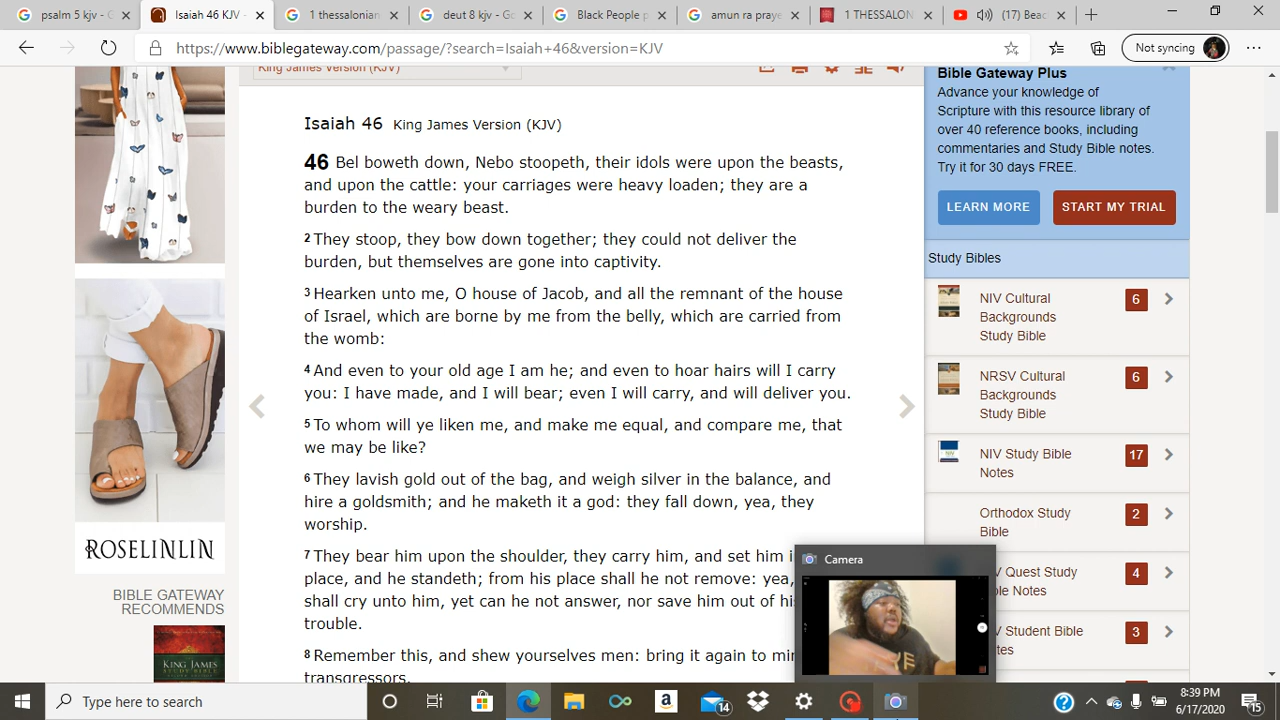 psalm 5 kjv - G
Isaiah 46 KJV -
1 thessalonian
deut 8 kjv - Go
Black People p
amun ra praye
1 THESSALON
(17) Beac
https://www.biblegateway.com/passage/?search=Isaiah+46&version=KJV
Not syncing
King James Version (KJV)
Isaiah 46 King James Version (KJV)
46 Bel boweth down, Nebo stoopeth, their idols were upon the beasts,
and upon the cattle: your carriages were heavy loaden; they are a
burden to the weary beast.
2 They stoop, they bow down together; they could not deliver the
burden, but themselves are gone into captivity.
3 Hearken unto me, O house of Jacob, and all the remnant of the house
of Israel, which are borne by me from the belly, which are carried from
the womb:
4 And even to your old age I am he; and even to hoar hairs will I carry
you: I have made, and I will bear; even I will carry, and will deliver you.
5 To whom will ye liken me, and make me equal, and compare me, that
we may be like?
6 They lavish gold out of the bag, and weigh silver in the balance, and
hire a goldsmith; and he maketh it a god: they fall down, yea, they
worship.
7 They bear him upon the shoulder, they carry him, and set him i
place, and he standeth; from his place shall he not remove: yea,
shall cry unto him, yet can he not answer, nor save him out of his
trouble.
8 Remember this, and shew yourselves men: bring it again to min
transgressors.
ROSELINLIN
BIBLE GATEWAY
RECOMMENDS
KING JAMES
STUDY BIBLE
Bible Gateway Plus
Advance your knowledge of
Scripture with this resource library of
over 40 reference books, including
commentaries and Study Bible notes.
Try it for 30 days FREE.
LEARN MORE
START MY TRIAL
Study Bibles
NIV Cultural
Backgrounds
Study Bible
6
NRSV Cultural
Backgrounds
Study Bible
6
NIV Study Bible
Notes
17
Orthodox Study
Bible
2
V Quest Study
ble Notes
4
V Student Bible
tes
3
Camera
Type here to search
14
8:39 PM
6/17/2020
15